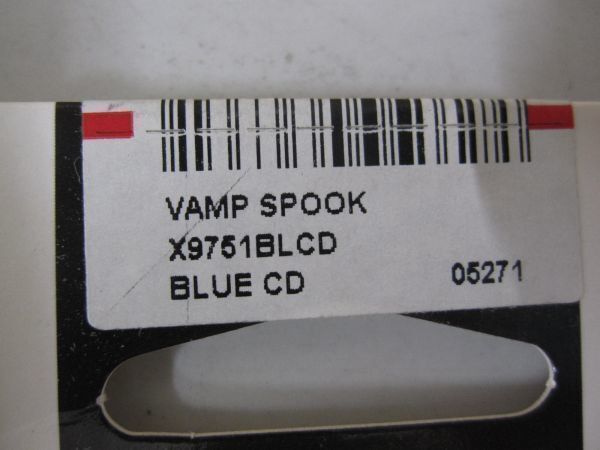 VAMP SPOOK
X9751BLCD
BLUE CD 05271